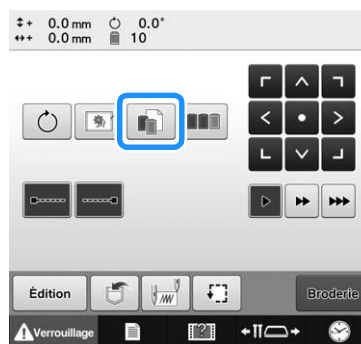 + 0.0 mm 0.0°
+ 0.0 mm 10
Édition
Broderie
Verrouillage